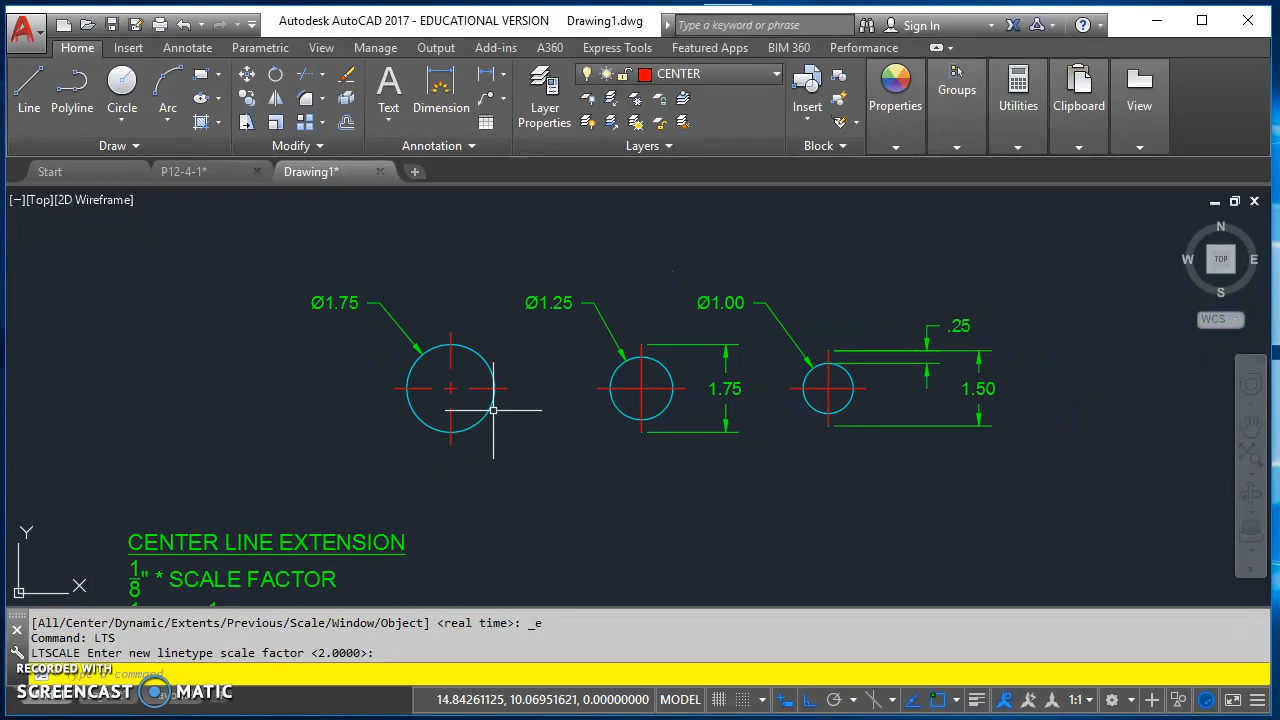 Autodesk AutoCAD 2017 - EDUCATIONAL VERSION Drawing1.dwg
Type a keyword or phrase
Sign In
Home Insert Annotate Parametric View Manage Output Add-ins A360 Express Tools Featured Apps BIM 360 Performance
CENTER
Line Polyline Circle Arc
Text Dimension
Layer Properties
Insert
Properties Groups Utilities Clipboard View
Draw Modify Annotation Layers Block
Start P12-4-1* Drawing1*
[−][Top][2D Wireframe]
N
W TOP E
S
WCS
Ø1.75 Ø1.25 Ø1.00
.25
1.75 1.50
CENTER LINE EXTENSION
1/8" * SCALE FACTOR
Y
X
[All/Center/Dynamic/Extents/Previous/Scale/Window/Object] <real time>: _e
Command: LTS
LTSCALE Enter new linetype scale factor <2.0000>:
Type a command
RECORDED WITH
SCREENCAST MATIC
14.84261125, 10.06951621, 0.00000000 MODEL 1:1